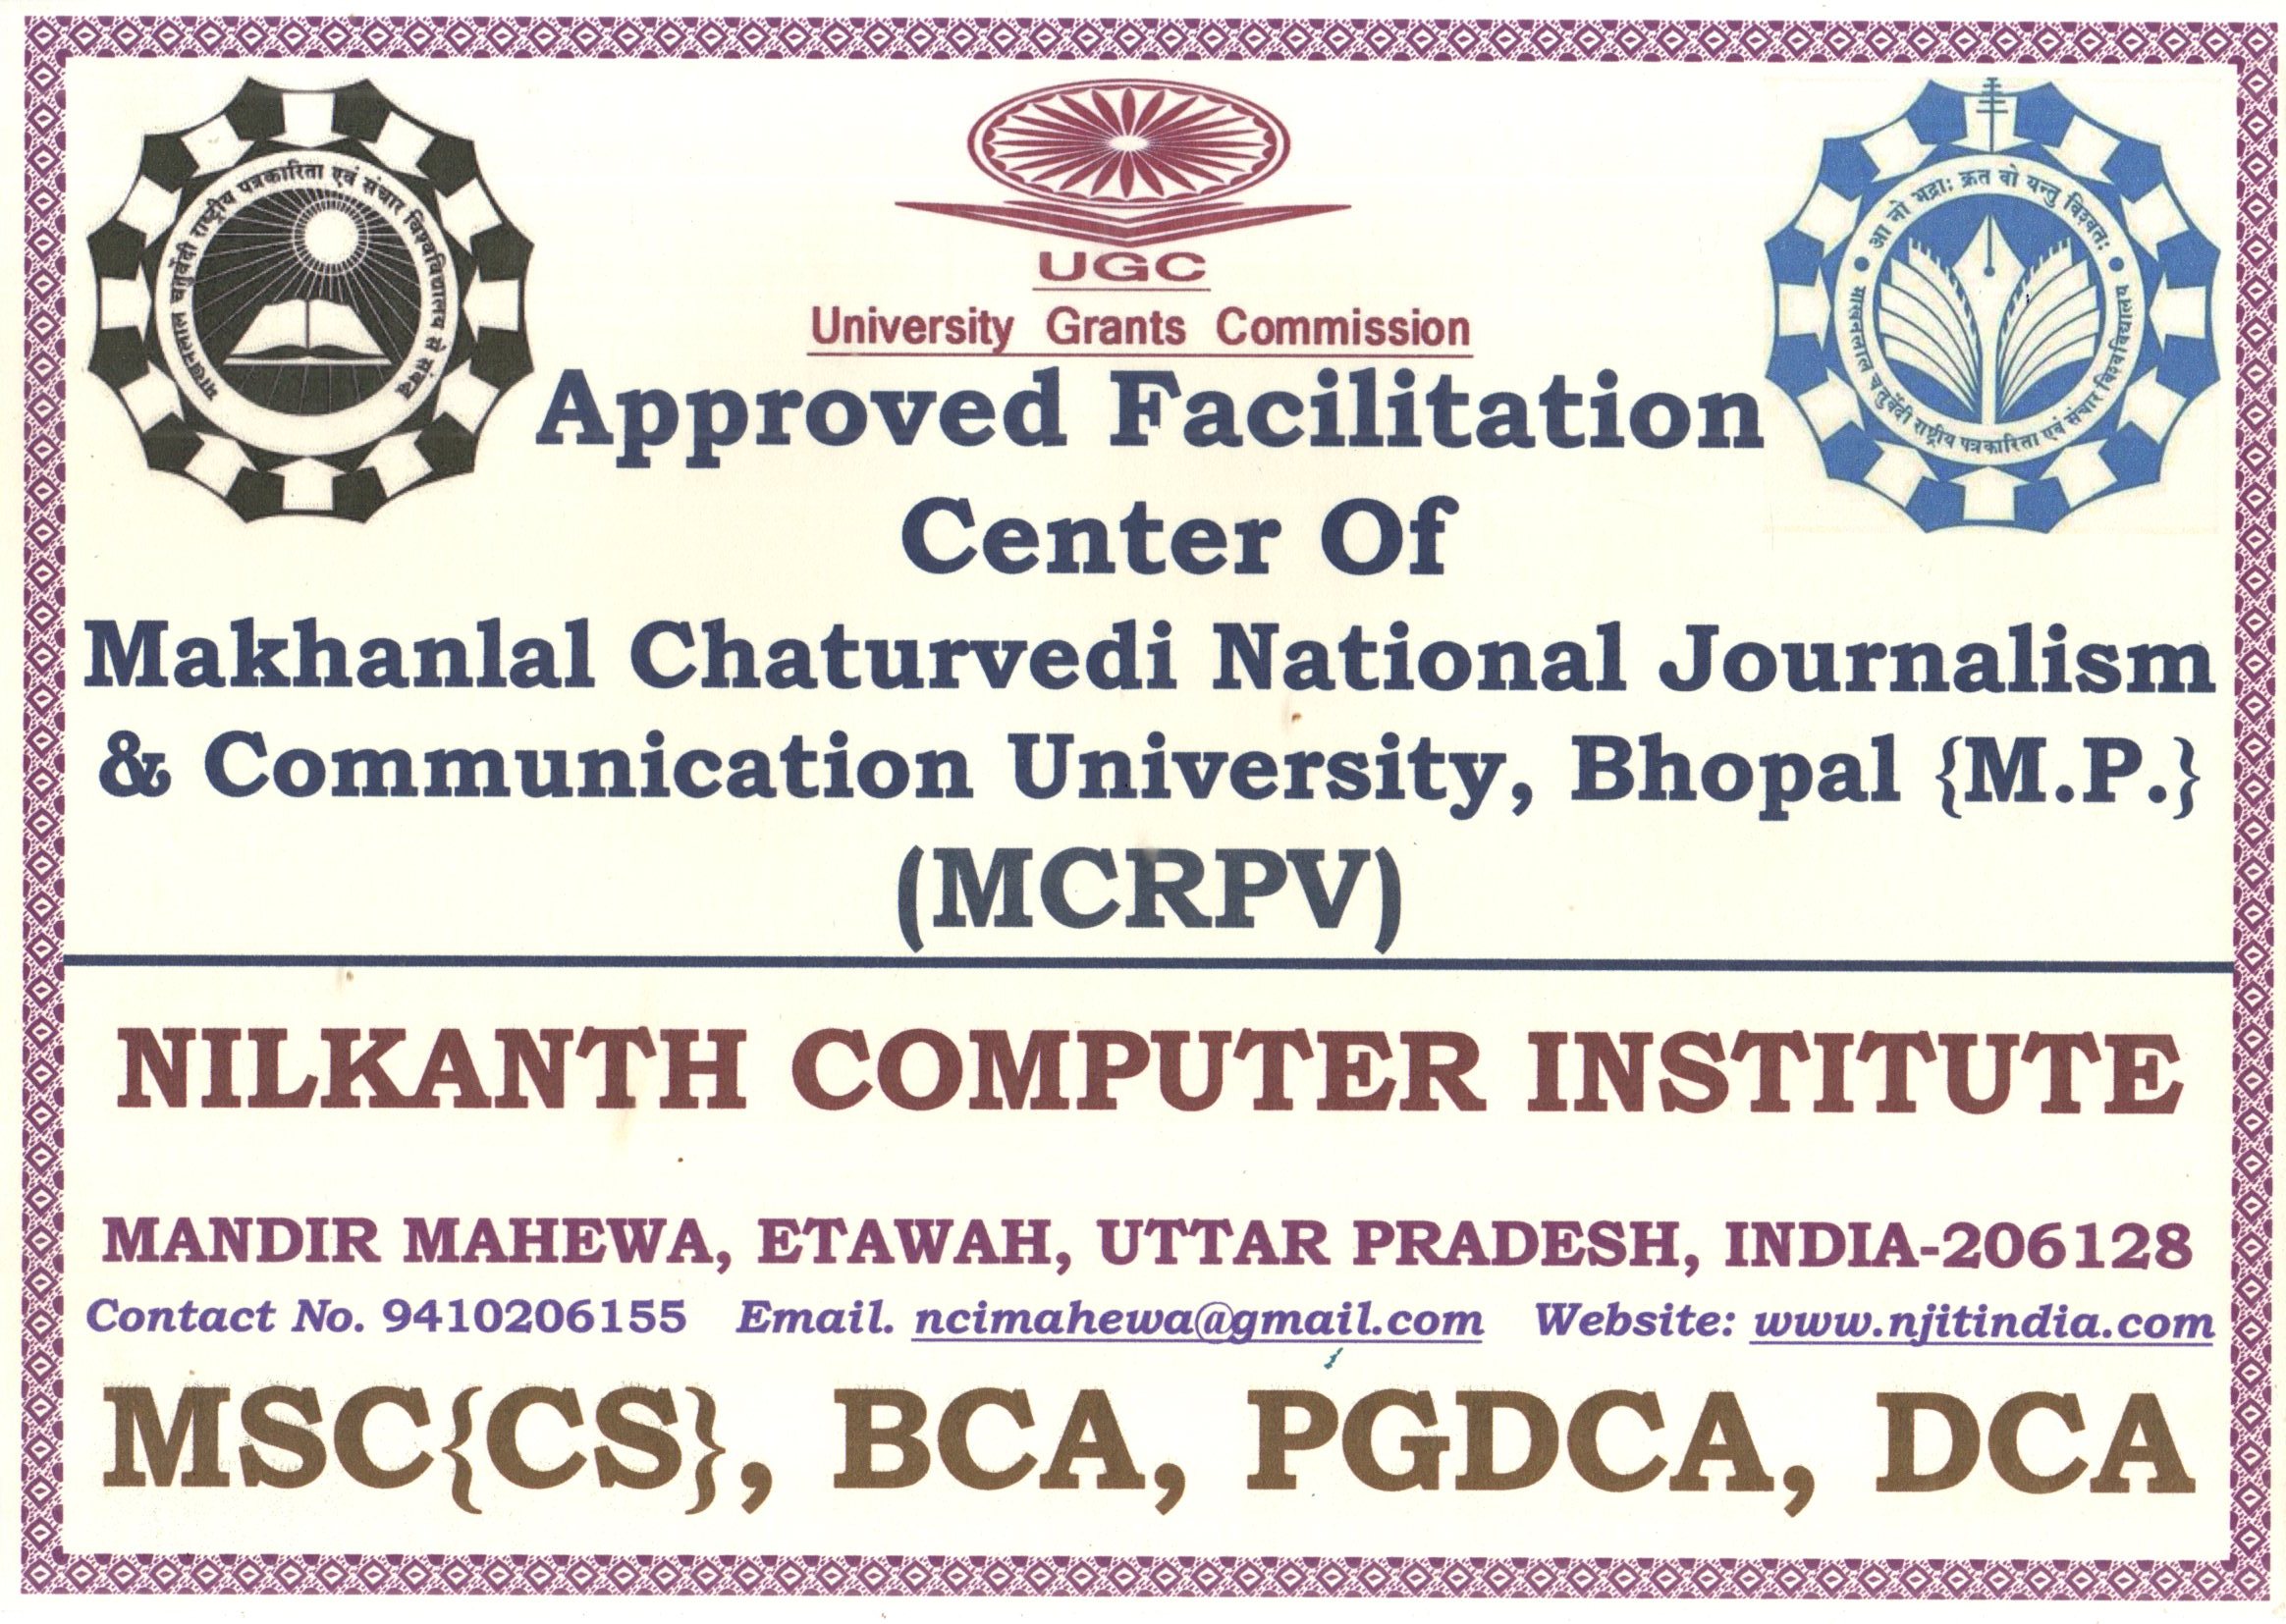 माखनलाल चतुर्वेदी राष्ट्रीय पत्रकारिता एवं संचार विश्वविद्यालय से संबद्ध
UGC
University Grants Commission
आ नो भद्रा: क्रत वो यन्तु विश्वत:
माखनलाल चतुर्वेदी राष्ट्रीय पत्रकारिता एवं संचार विश्वविद्यालय
Approved Facilitation
Center Of
Makhanlal Chaturvedi National Journalism
& Communication University, Bhopal {M.P.}
(MCRPV)
NILKANTH COMPUTER INSTITUTE
MANDIR MAHEWA, ETAWAH, UTTAR PRADESH, INDIA-206128
Contact No. 9410206155 Email. ncimahewa@gmail.com Website: www.njitindia.com
MSC{CS}, BCA, PGDCA, DCA